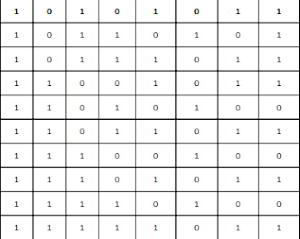 1 0 1 0 1 0 1 1
1 0 1 1 0 1 0 1
1 0 1 1 1 0 1 1
1 1 0 0 1 0 1 1
1 1 0 1 0 1 0 0
1 1 0 1 1 0 1 1
1 1 1 0 0 1 0 0
1 1 1 0 1 0 1 1
1 1 1 1 0 1 0 0
1 1 1 1 1 0 1 1